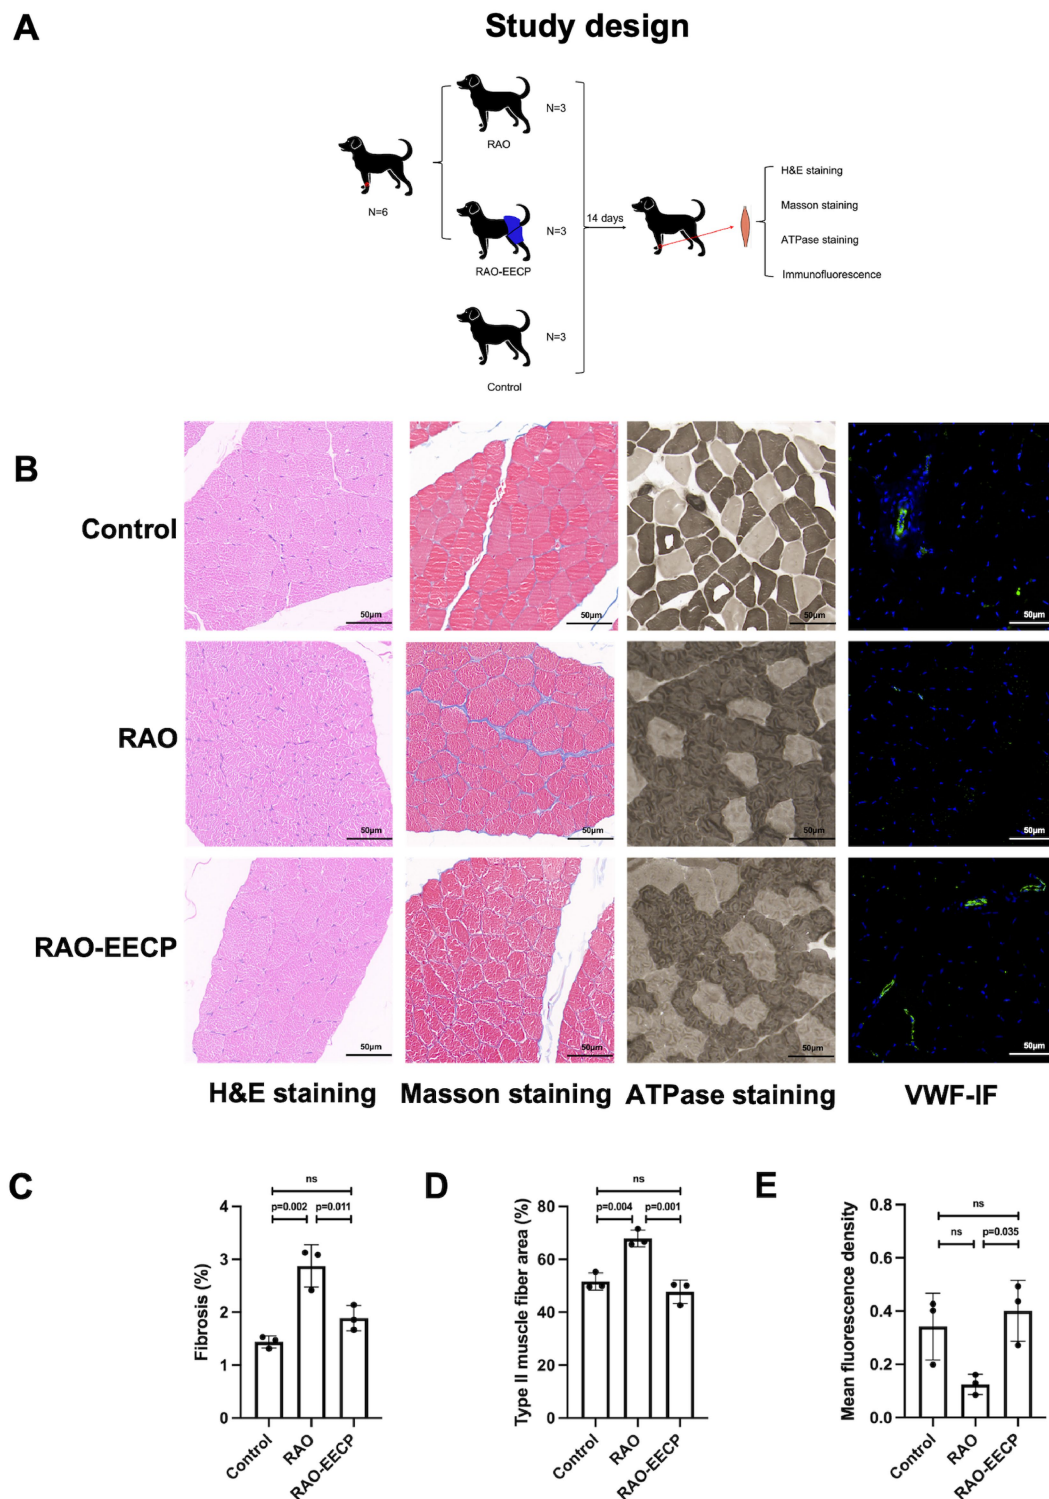 A
Study design
N=6
N=3
RAO
N=3
RAO-EECP
N=3
Control
14 days
H&E staining
Masson staining
ATPase staining
Immunofluorescence
B
Control
50μm
50μm
50μm
50μm
RAO
50μm
50μm
50μm
50μm
RAO-EECP
50μm
50μm
50μm
50μm
H&E staining
Masson staining
ATPase staining
VWF-IF
C
ns
p=0.002
p=0.011
Fibrosis (%)
4
3
2
1
0
Control
RAO
RAO-EECP
D
ns
p=0.004
p=0.001
Type II muscle fiber area (%)
80
60
40
20
0
Control
RAO
RAO-EECP
E
ns
ns
p=0.035
Mean fluorescence density
0.8
0.6
0.4
0.2
0.0
Control
RAO
RAO-EECP